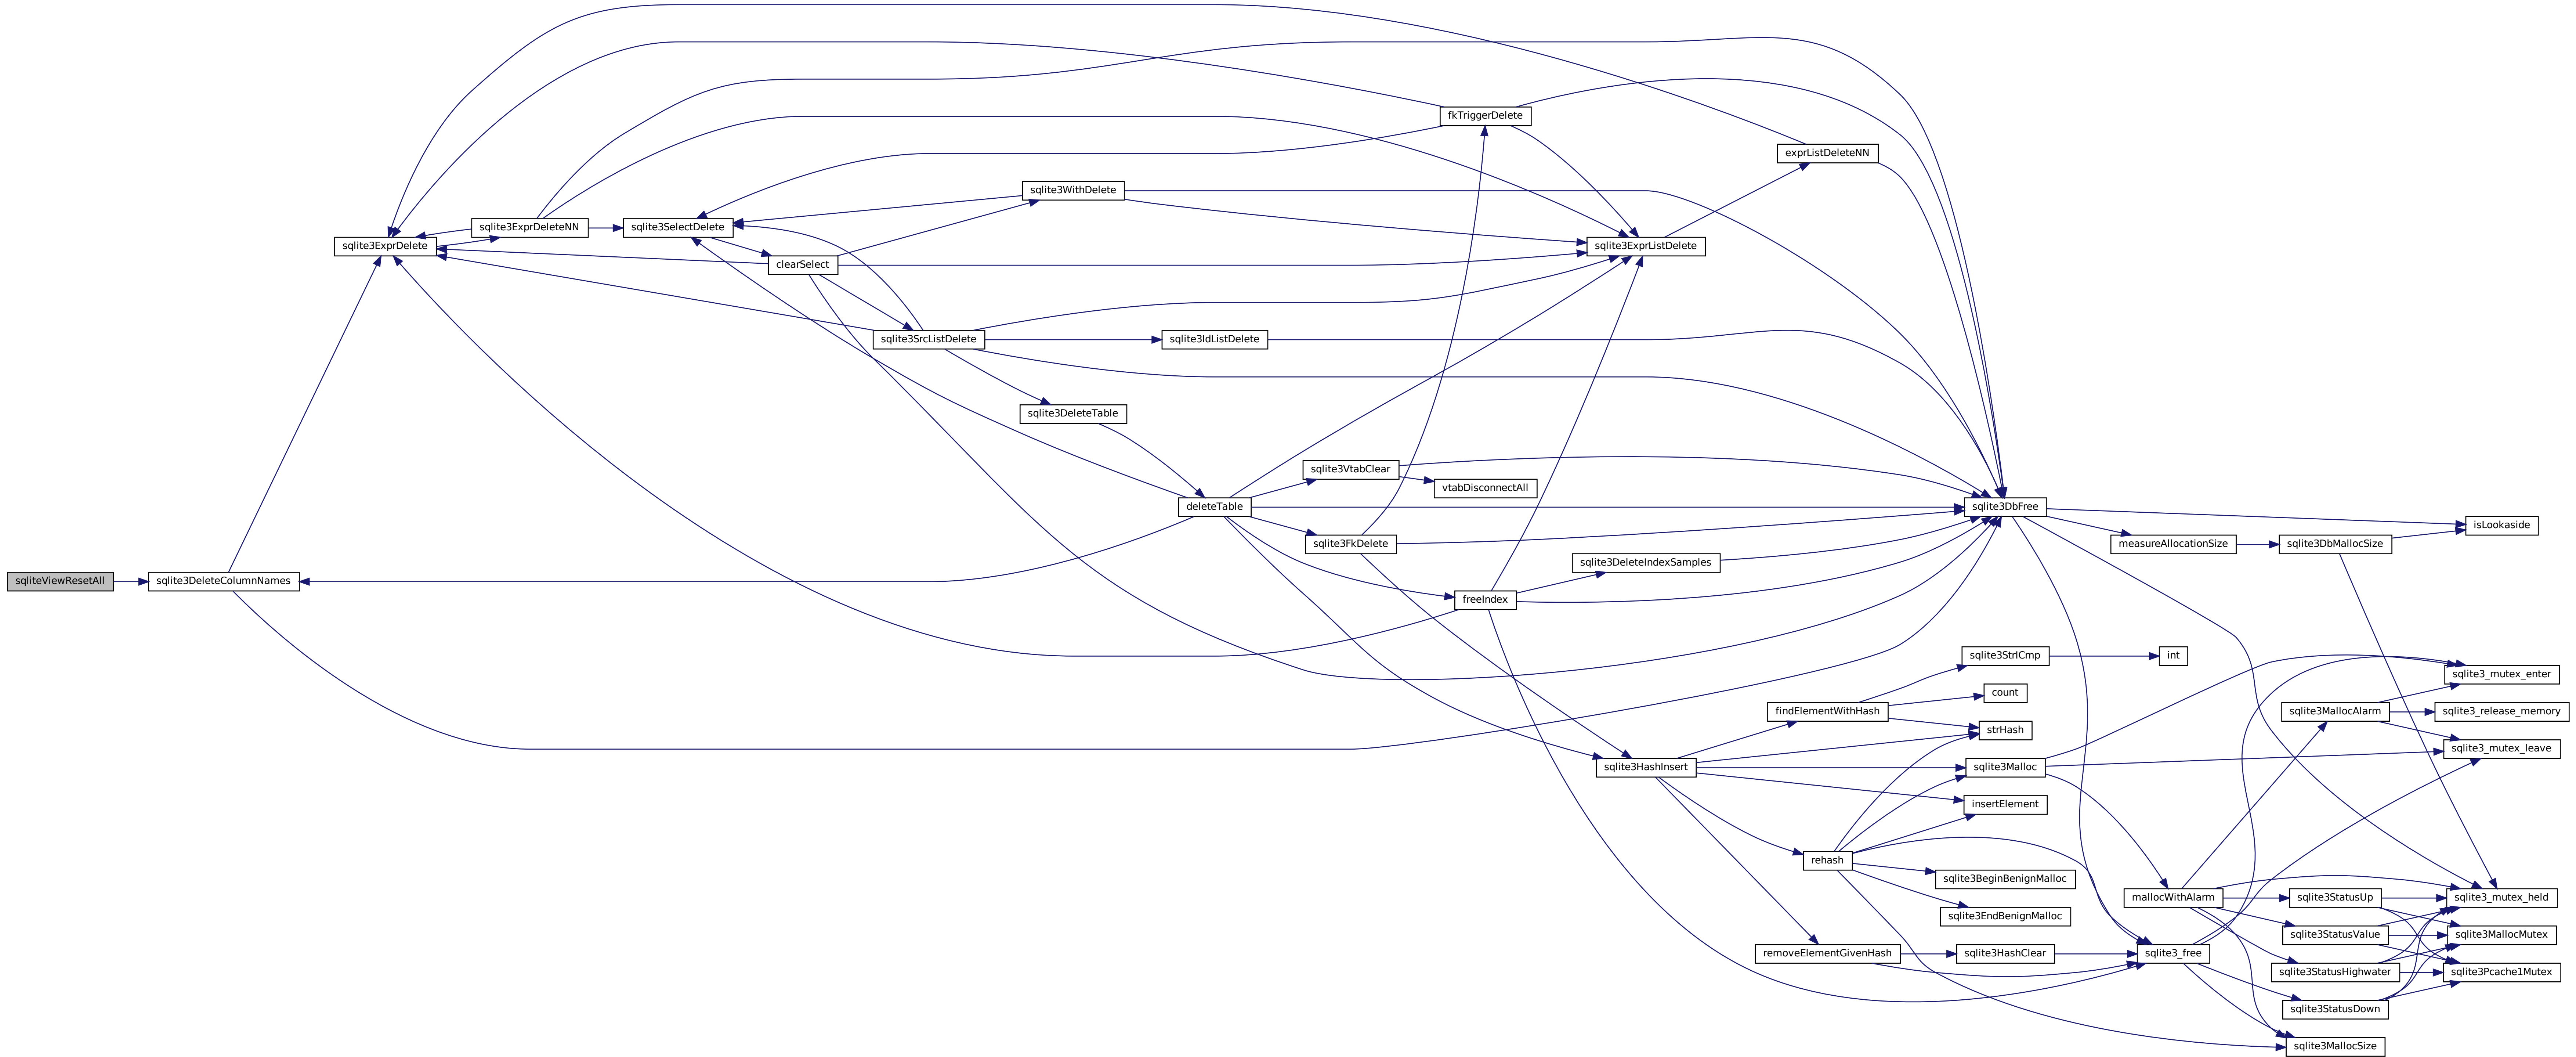 fkTriggerDelete
exprListDeleteNN
sqlite3WithDelete
sqlite3ExprDeleteNN
sqlite3SelectDelete
sqlite3ExprDelete
sqlite3ExprListDelete
clearSelect
sqlite3SrcListDelete
sqlite3IdListDelete
sqlite3DeleteTable
sqlite3VtabClear
vtabDisconnectAll
deleteTable
sqlite3DbFree
isLookaside
sqlite3FkDelete
measureAllocationSize
sqlite3DbMallocSize
sqlite3DeleteIndexSamples
sqliteViewResetAll
sqlite3DeleteColumnNames
freeIndex
sqlite3StrICmp
int
sqlite3_mutex_enter
count
findElementWithHash
sqlite3MallocAlarm
sqlite3_release_memory
strHash
sqlite3_mutex_leave
sqlite3HashInsert
sqlite3Malloc
insertElement
rehash
sqlite3BeginBenignMalloc
mallocWithAlarm
sqlite3StatusUp
sqlite3_mutex_held
sqlite3EndBenignMalloc
sqlite3StatusValue
sqlite3MallocMutex
removeElementGivenHash
sqlite3HashClear
sqlite3_free
sqlite3StatusHighwater
sqlite3Pcache1Mutex
sqlite3StatusDown
sqlite3MallocSize